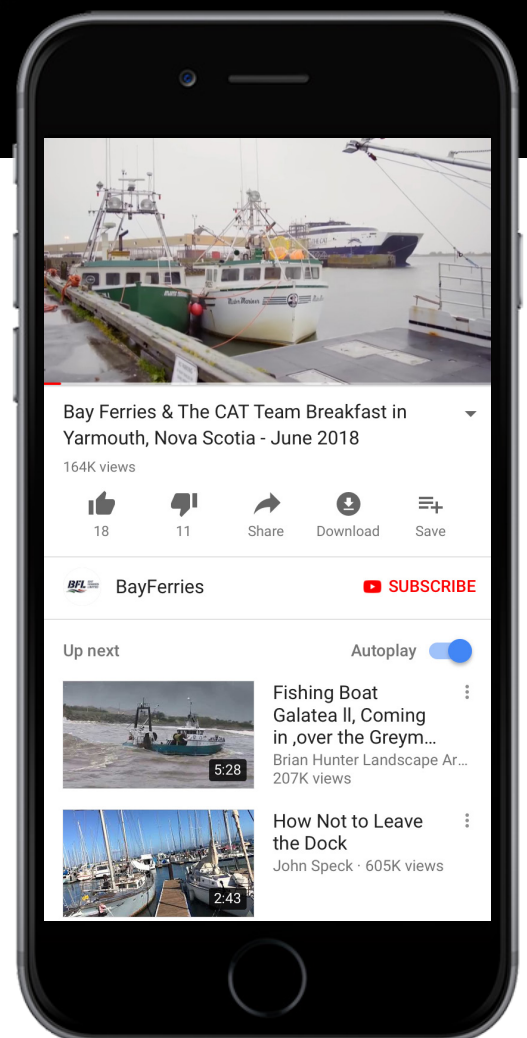 Bay Ferries & The CAT Team Breakfast in
Yarmouth, Nova Scotia - June 2018
164K views
18
11
Share
Download
Save
BFL
BayFerries
SUBSCRIBE
Up next
Autoplay
5:28
Fishing Boat
Galatea ll, Coming
in ,over the Greym...
Brian Hunter Landscape Ar...
207K views
2:43
How Not to Leave
the Dock
John Speck · 605K views